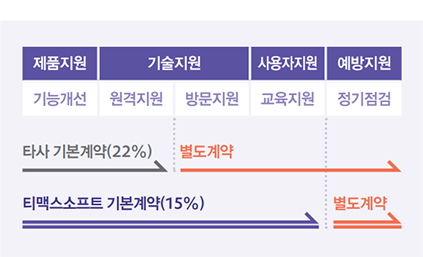 제품지원 기술지원 사용자지원 예방지원
기능개선 원격지원 방문지원 교육지원 정기점검
타사 기본계약(22%) 별도계약
티맥스소프트 기본계약(15%) 별도계약